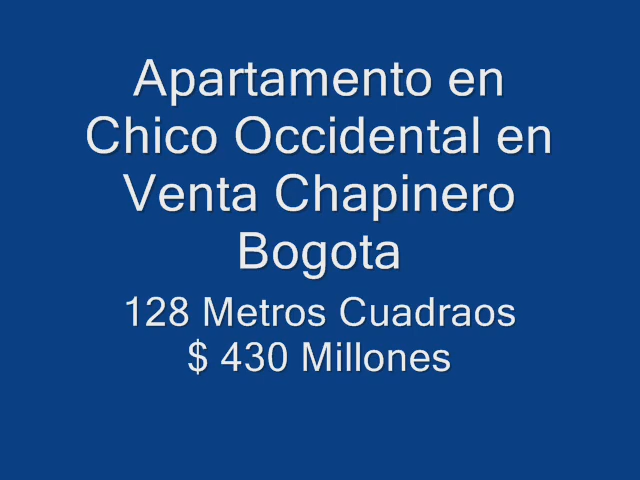 Apartamento en
Chico Occidental en
Venta Chapinero
Bogota
128 Metros Cuadraos
$ 430 Millones